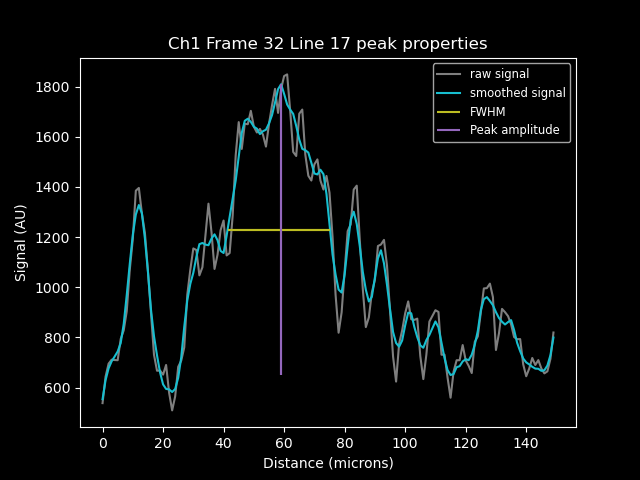 Ch1 Frame 32 Line 17 peak properties
raw signal
smoothed signal
FWHM
Peak amplitude
Signal (AU)
1800
1600
1400
1200
1000
800
600
0 20 40 60 80 100 120 140
Distance (microns)